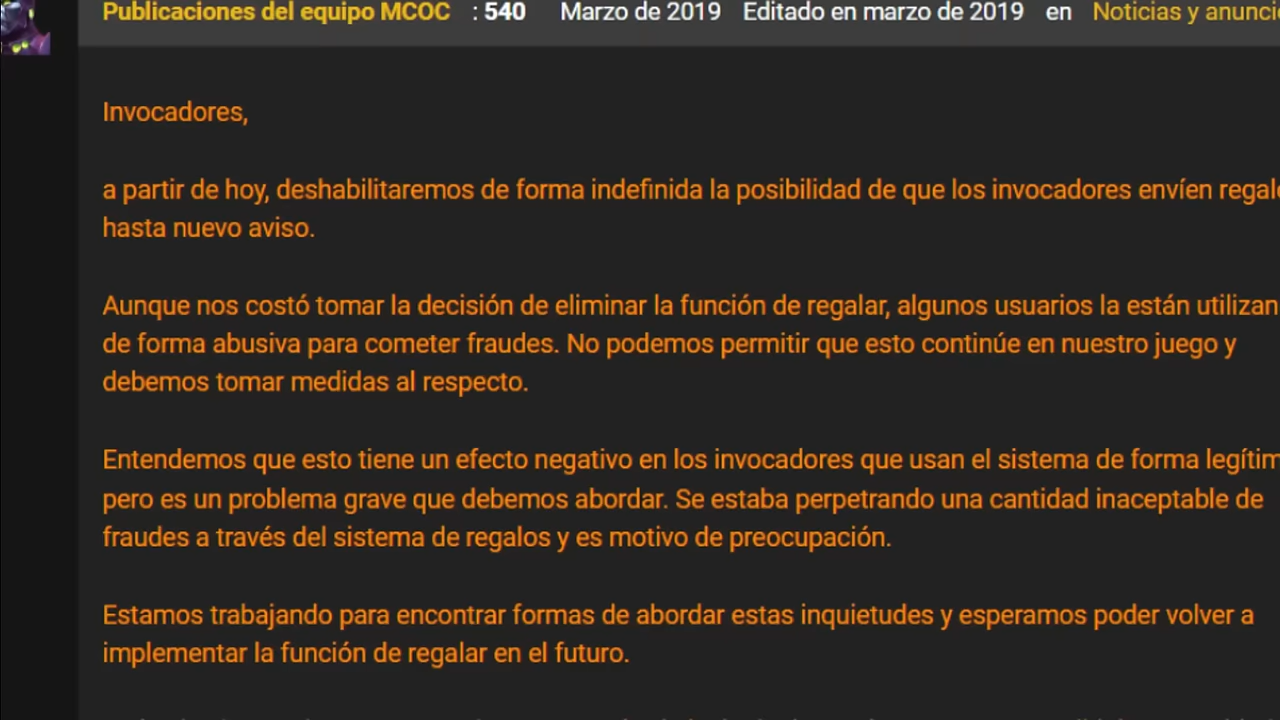 Publicaciones del equipo MCOC : 540 Marzo de 2019 Editado en marzo de 2019 en Noticias y
Invocadores,
a partir de hoy, deshabilitaremos de forma indefinida la posibilidad de que los invocadores envíen
hasta nuevo aviso.
Aunque nos costó tomar la decisión de eliminar la función de regalar, algunos usuarios la están
de forma abusiva para cometer fraudes. No podemos permitir que esto continúe en nuestro juego y
debemos tomar medidas al respecto.
Entendemos que esto tiene un efecto negativo en los invocadores que usan el sistema de forma
pero es un problema grave que debemos abordar. Se estaba perpetrando una cantidad inaceptable de
fraudes a través del sistema de regalos y es motivo de preocupación.
Estamos trabajando para encontrar formas de abordar estas inquietudes y esperamos poder volver a
implementar la función de regalar en el futuro.